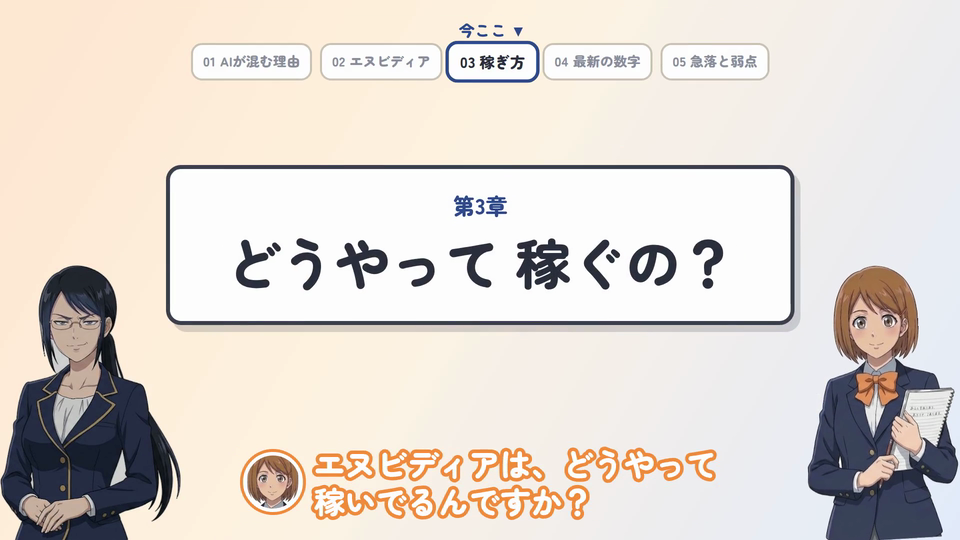 今ここ ▼
01 AIが混む理由
02 エヌビディア
03 稼ぎ方
04 最新の数字
05 急落と弱点
第3章
どうやって 稼ぐの？
エヌビディアは、どうやって
稼いでるんですか？